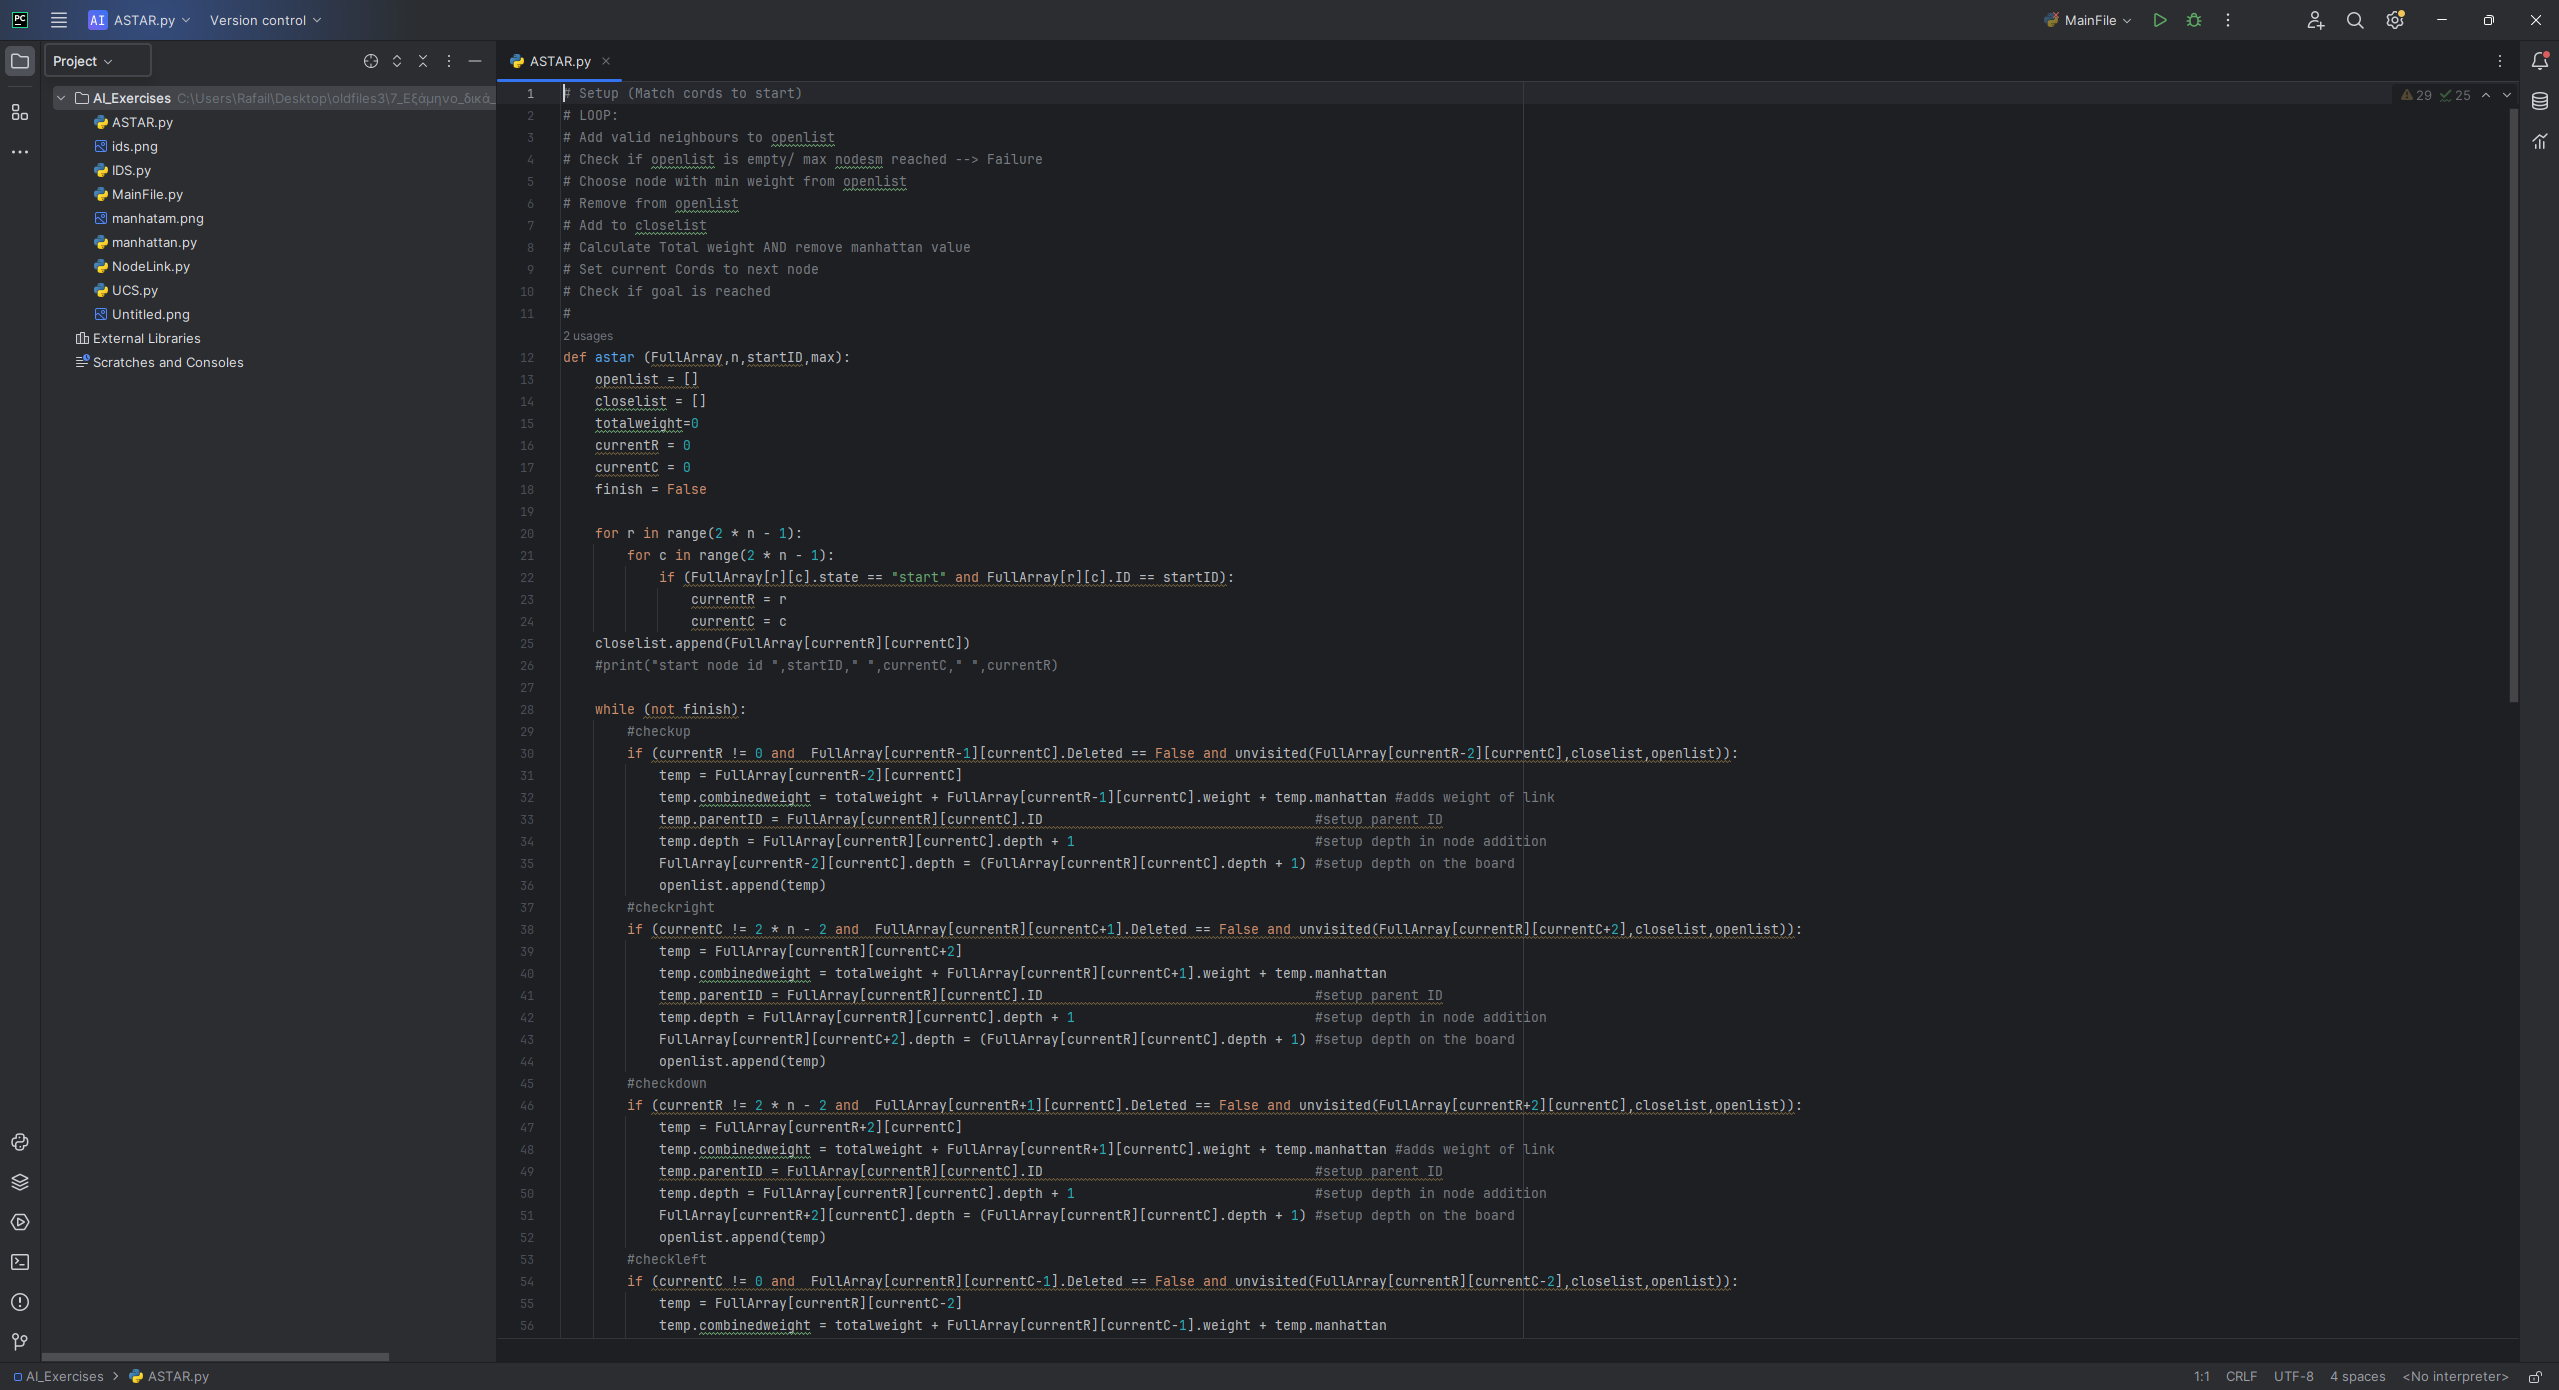 PC AI ASTAR.py Version control MainFile
Project
ASTAR.py
AI_Exercises C:\Users\Rafail\Desktop\oldfiles3\7_Εξάμηνο_δικά_
ASTAR.py
ids.png
IDS.py
MainFile.py
manhatam.png
manhattan.py
NodeLink.py
UCS.py
Untitled.png
External Libraries
Scratches and Consoles
29 25
1 # Setup (Match cords to start)
2 # LOOP:
3 # Add valid neighbours to openlist
4 # Check if openlist is empty/ max nodesm reached --> Failure
5 # Choose node with min weight from openlist
6 # Remove from openlist
7 # Add to closelist
8 # Calculate Total weight AND remove manhattan value
9 # Set current Cords to next node
10 # Check if goal is reached
11 #
2 usages
12 def astar (FullArray,n,startID,max):
13 openlist = []
14 closelist = []
15 totalweight=0
16 currentR = 0
17 currentC = 0
18 finish = False
19
20 for r in range(2 * n - 1):
21 for c in range(2 * n - 1):
22 if (FullArray[r][c].state == "start" and FullArray[r][c].ID == startID):
23 currentR = r
24 currentC = c
25 closelist.append(FullArray[currentR][currentC])
26 #print("start node id ",startID," ",currentC," ",currentR)
27
28 while (not finish):
29 #checkup
30 if (currentR != 0 and  FullArray[currentR-1][currentC].Deleted == False and unvisited(FullArray[currentR-2][currentC],closelist,openlist)):
31 temp = FullArray[currentR-2][currentC]
32 temp.combinedweight = totalweight + FullArray[currentR-1][currentC].weight + temp.manhattan #adds weight of link
33 temp.parentID = FullArray[currentR][currentC].ID #setup parent ID
34 temp.depth = FullArray[currentR][currentC].depth + 1 #setup depth in node addition
35 FullArray[currentR-2][currentC].depth = (FullArray[currentR][currentC].depth + 1) #setup depth on the board
36 openlist.append(temp)
37 #checkright
38 if (currentC != 2 * n - 2 and  FullArray[currentR][currentC+1].Deleted == False and unvisited(FullArray[currentR][currentC+2],closelist,openlist)):
39 temp = FullArray[currentR][currentC+2]
40 temp.combinedweight = totalweight + FullArray[currentR][currentC+1].weight + temp.manhattan
41 temp.parentID = FullArray[currentR][currentC].ID #setup parent ID
42 temp.depth = FullArray[currentR][currentC].depth + 1 #setup depth in node addition
43 FullArray[currentR][currentC+2].depth = (FullArray[currentR][currentC].depth + 1) #setup depth on the board
44 openlist.append(temp)
45 #checkdown
46 if (currentR != 2 * n - 2 and  FullArray[currentR+1][currentC].Deleted == False and unvisited(FullArray[currentR+2][currentC],closelist,openlist)):
47 temp = FullArray[currentR+2][currentC]
48 temp.combinedweight = totalweight + FullArray[currentR+1][currentC].weight + temp.manhattan #adds weight of link
49 temp.parentID = FullArray[currentR][currentC].ID #setup parent ID
50 temp.depth = FullArray[currentR][currentC].depth + 1 #setup depth in node addition
51 FullArray[currentR+2][currentC].depth = (FullArray[currentR][currentC].depth + 1) #setup depth on the board
52 openlist.append(temp)
53 #checkleft
54 if (currentC != 0 and  FullArray[currentR][currentC-1].Deleted == False and unvisited(FullArray[currentR][currentC-2],closelist,openlist)):
55 temp = FullArray[currentR][currentC-2]
56 temp.combinedweight = totalweight + FullArray[currentR][currentC-1].weight + temp.manhattan
AI_Exercises ASTAR.py 1:1 CRLF UTF-8 4 spaces <No interpreter>